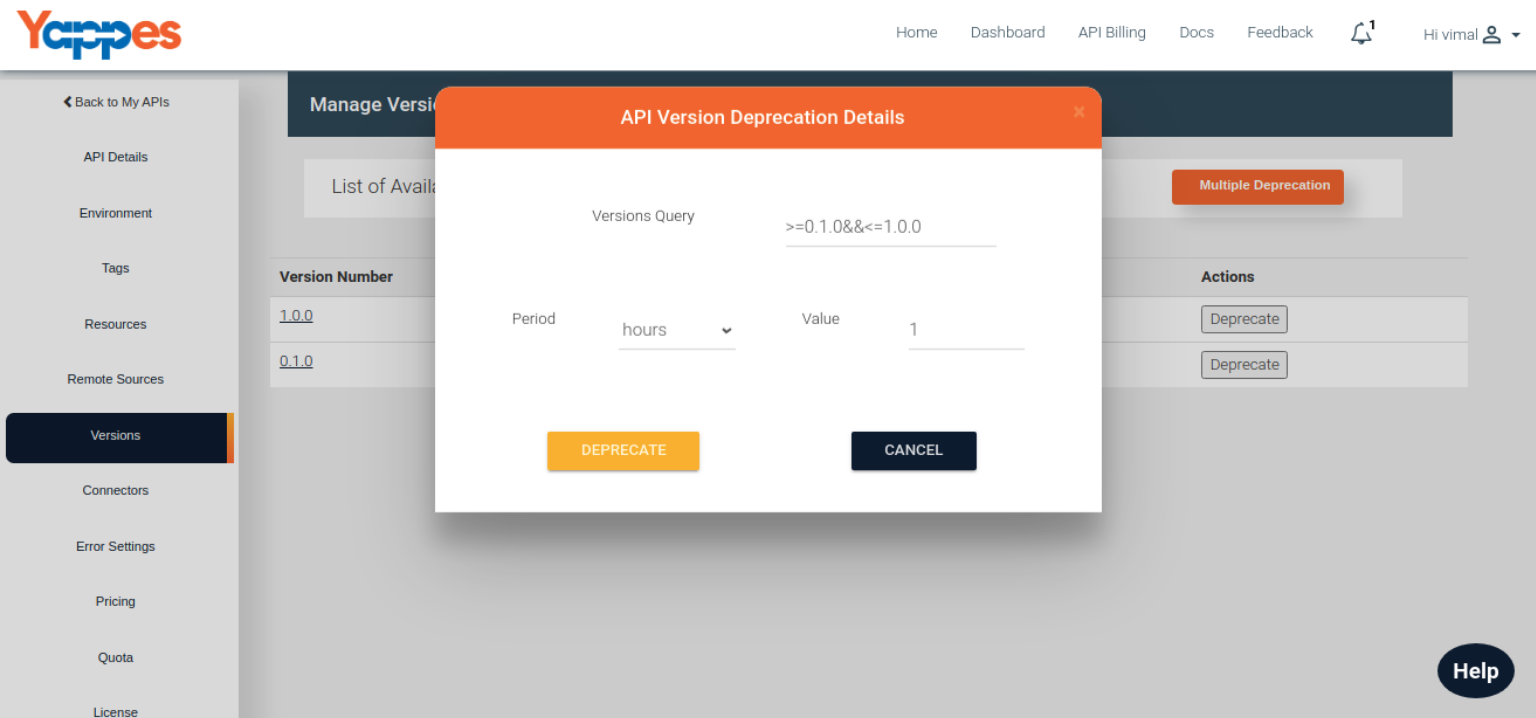 Yappes
Home Dashboard API Billing Docs Feedback 1 Hi vimal
Back to My APIs
API Details
Environment
Tags
Resources
Remote Sources
Versions
Connectors
Error Settings
Pricing
Quota
License
Manage Versi
List of Avail
Multiple Deprecation
Version Number Actions
1.0.0 Deprecate
0.1.0 Deprecate
API Version Deprecation Details ×
Versions Query >=0.1.0&&<=1.0.0
Period hours Value 1
DEPRECATE CANCEL
Help